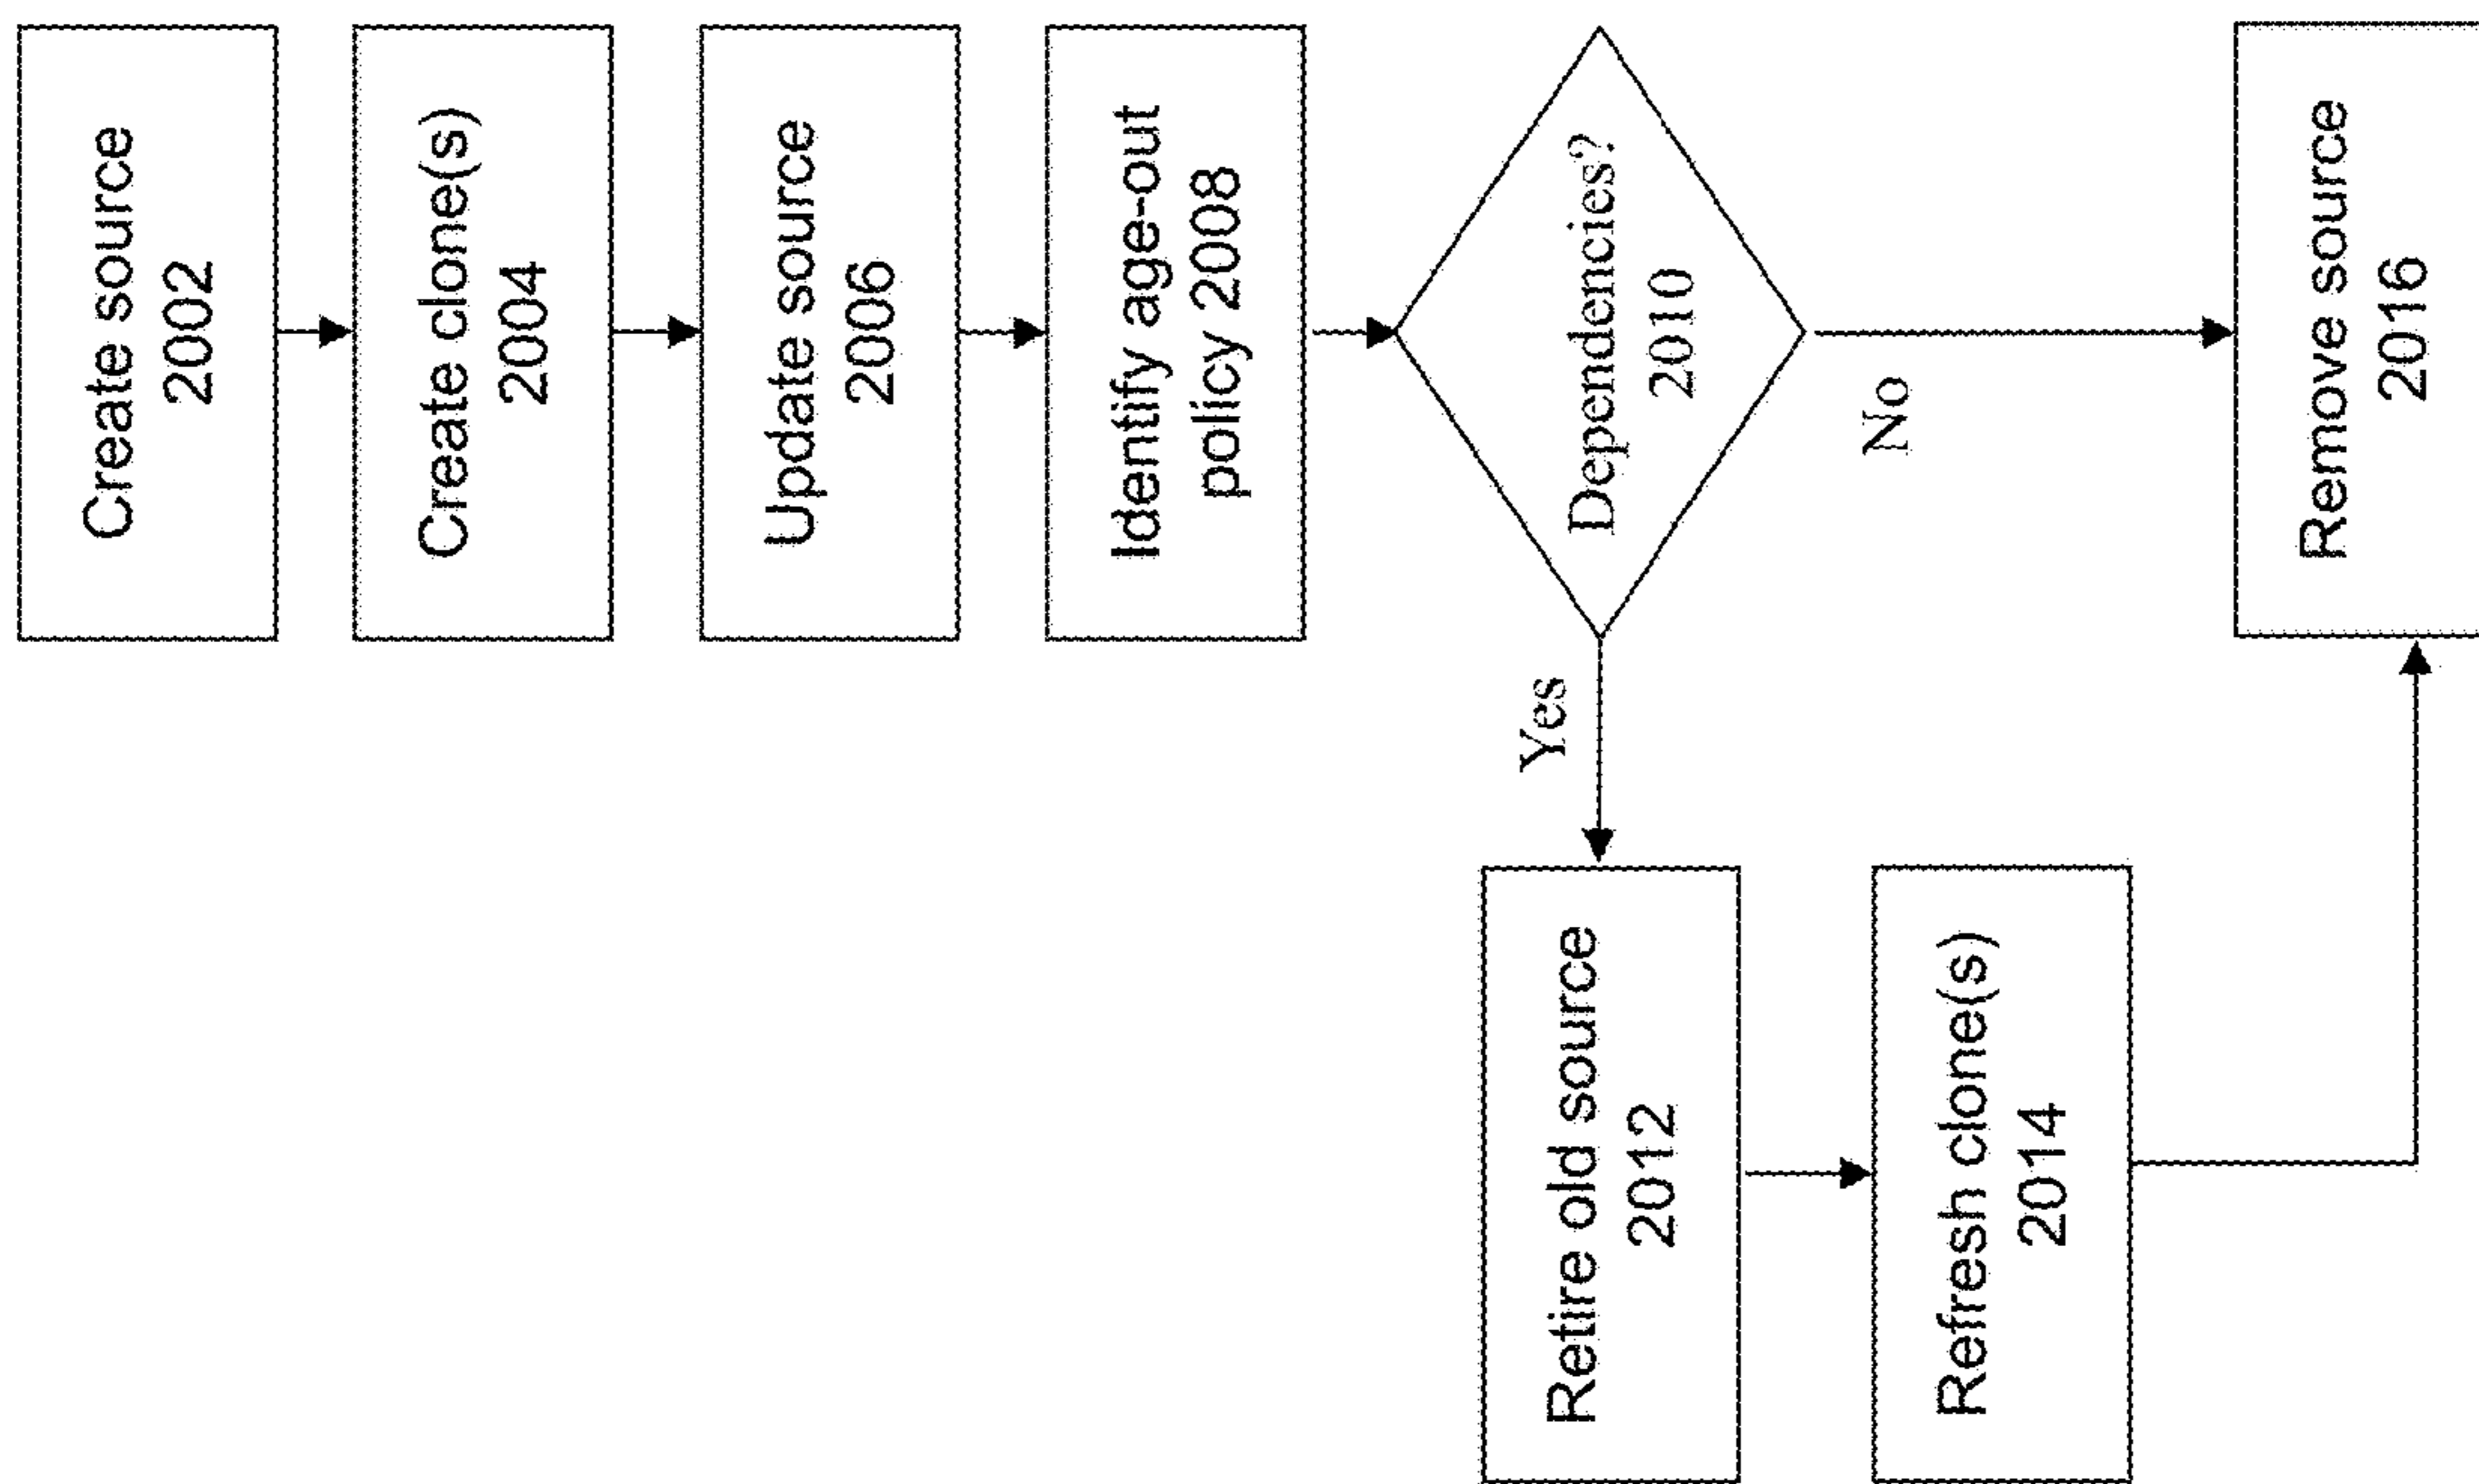 Create source
2002
Create clone(s)
2004
Update source
2006
Identify age-out
policy 2008
Dependencies?
2010
Yes
No
Retire old source
2012
Refresh clone(s)
2014
Remove source
2016